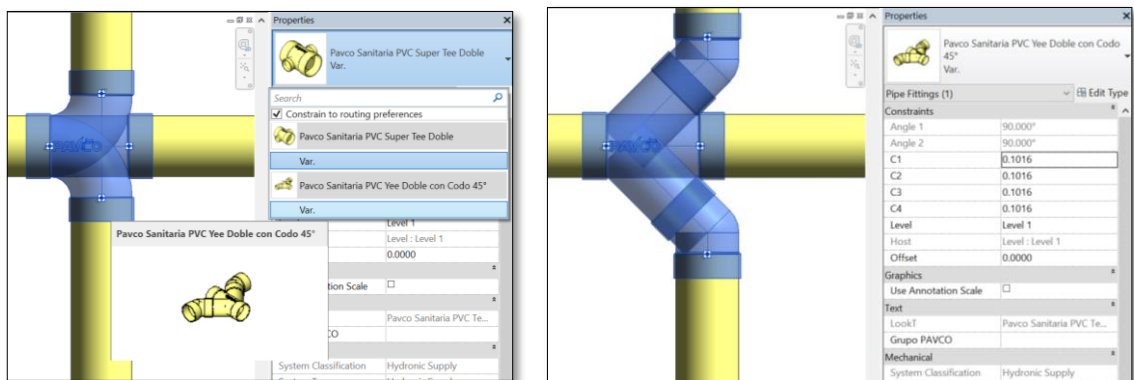 Properties
Pavco Sanitaria PVC Super Tee Doble
Var.
Search
Constrain to routing preferences
Pavco Sanitaria PVC Super Tee Doble
Var.
Pavco Sanitaria PVC Yee Doble con Codo 45°
Var.
Level 1
Pavco Sanitaria PVC Yee Doble con Codo 45°
Level : Level 1
0.0000
tion Scale
Pavco Sanitaria PVC Te...
CO
System Classification Hydronic Supply
PAVCO
Properties
Pavco Sanitaria PVC Yee Doble con Codo
45°
Var.
Pipe Fittings (1) Edit Type
Constraints
Angle 1 90.000°
Angle 2 90.000°
C1 0.1016
C2 0.1016
C3 0.1016
C4 0.1016
Level Level 1
Host Level : Level 1
Offset 0.0000
Graphics
Use Annotation Scale
Text
LookT Pavco Sanitaria PVC Te...
Grupo PAVCO
Mechanical
System Classification Hydronic Supply
PAVCO